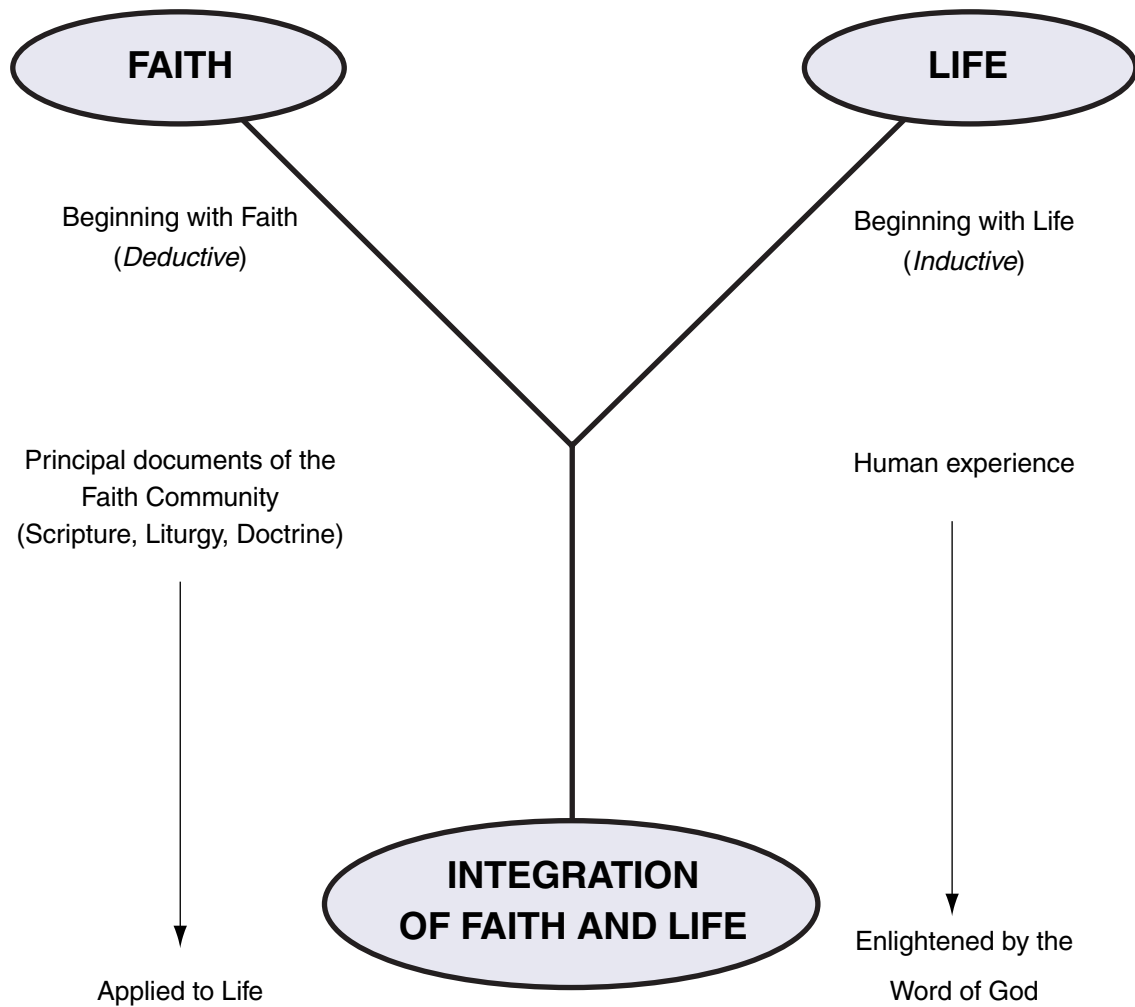 FAITH
LIFE
Beginning with Faith
(Deductive)
Beginning with Life
(Inductive)
Principal documents of the
Faith Community
(Scripture, Liturgy, Doctrine)
Human experience
INTEGRATION
OF FAITH AND LIFE
Applied to Life
Enlightened by the
Word of God